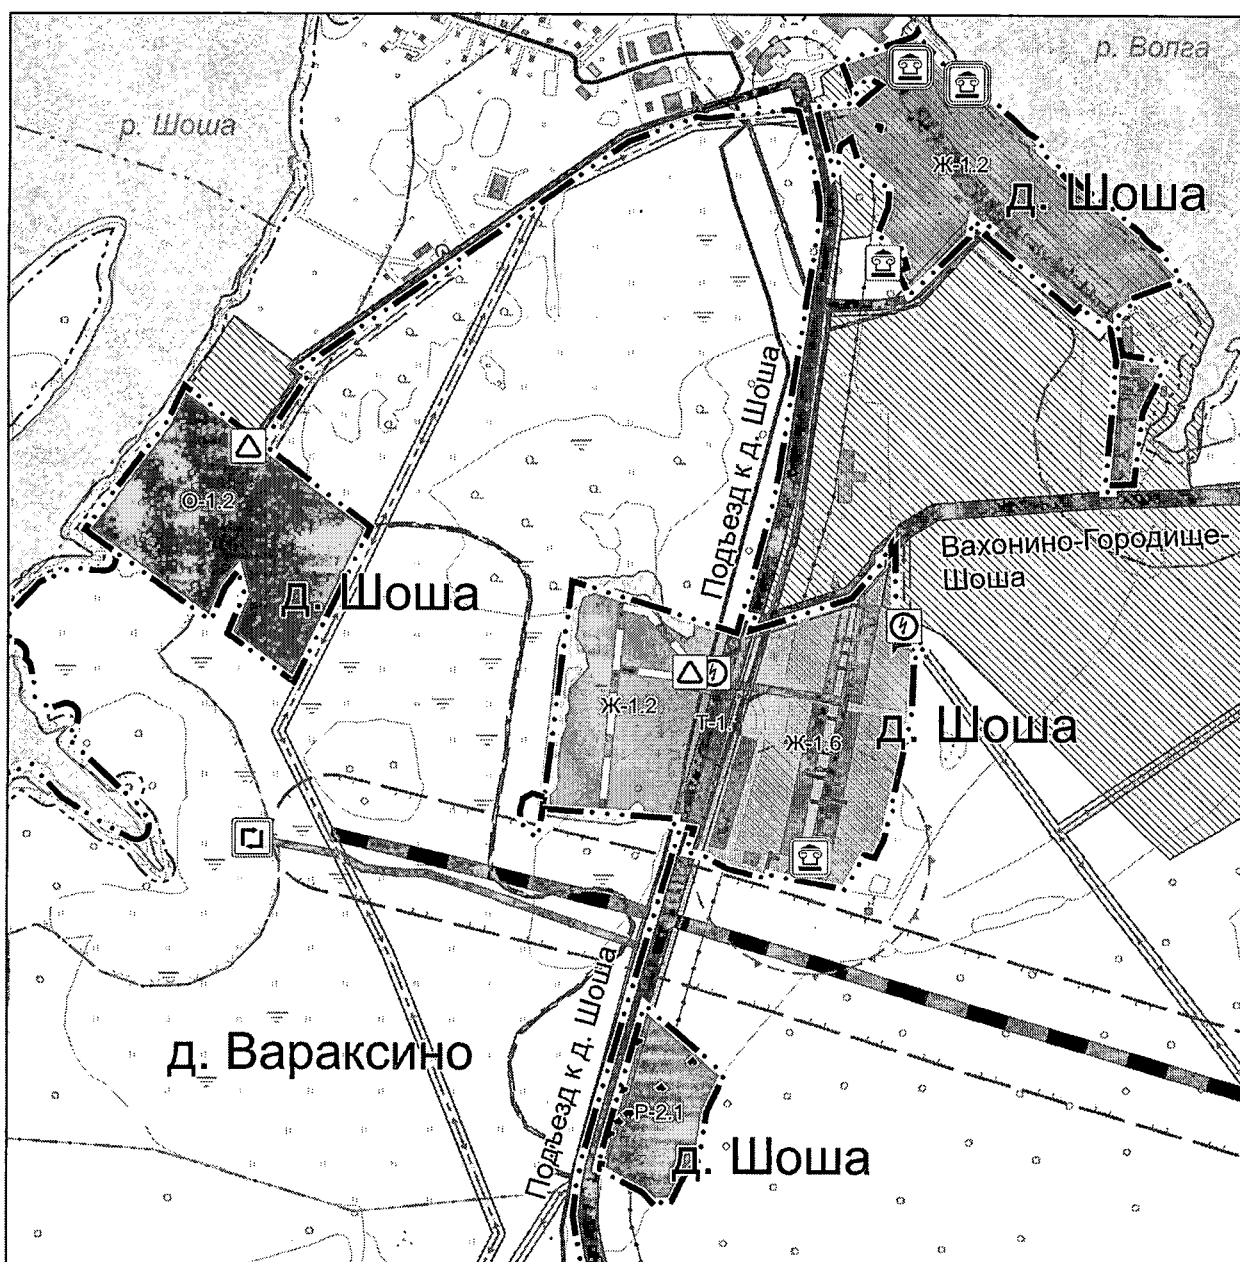 р. Волга
р. Шоша
Ж-1.2
д. Шоша
Подъезд к д. Шоша
О-1.2
Вахонино-Городище-
Шоша
д. Шоша
Ж-1.2
Т-1.
Ж-1.6
д. Шоша
Подъезд к д. Шоша
д. Вараксино
Р-2.1
д. Шоша